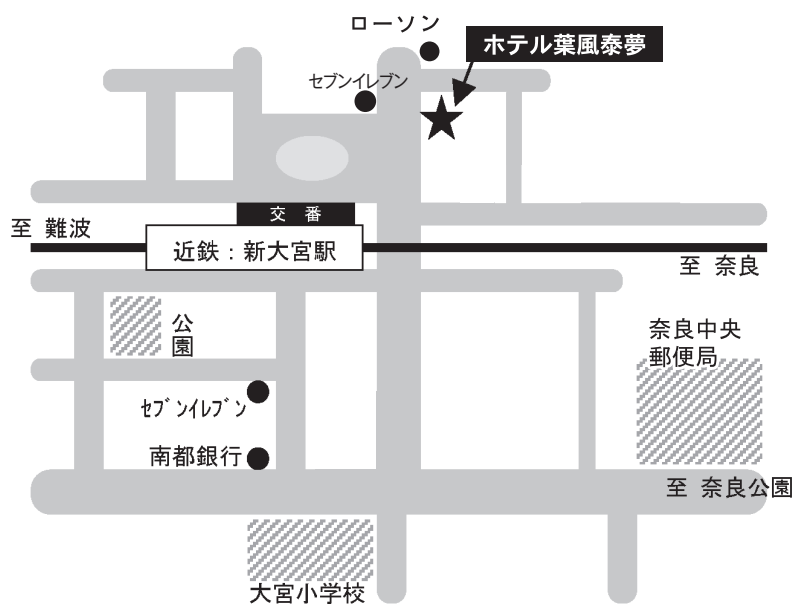 ローソン
ホテル葉風泰夢
セブンイレブン
交 番
至 難波
近鉄：新大宮駅
至 奈良
公
園
奈良中央
郵便局
ｾﾌﾞﾝｲﾚﾌﾞﾝ
南都銀行
至 奈良公園
大宮小学校